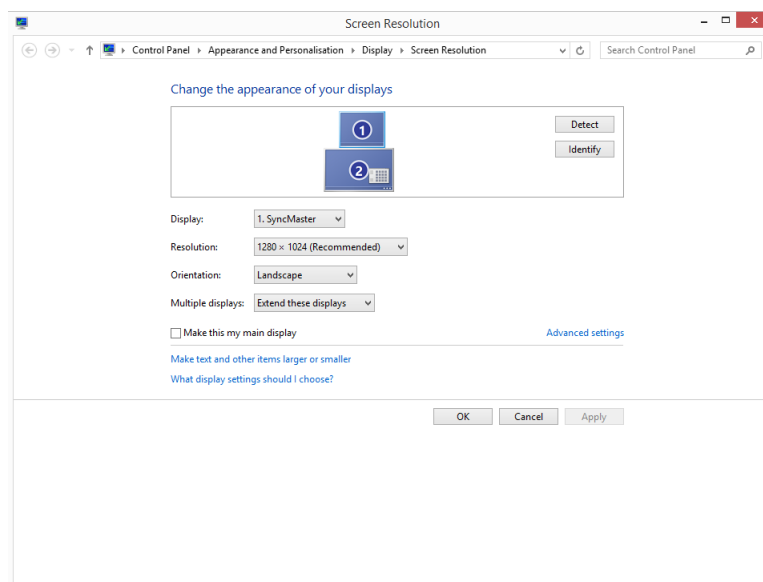 Screen Resolution
Control Panel Appearance and Personalisation Display Screen Resolution Search Control Panel
Change the appearance of your displays
1
2
Detect
Identify
Display: 1. SyncMaster
Resolution: 1280 × 1024 (Recommended)
Orientation: Landscape
Multiple displays: Extend these displays
Make this my main display Advanced settings
Make text and other items larger or smaller
What display settings should I choose?
OK Cancel Apply